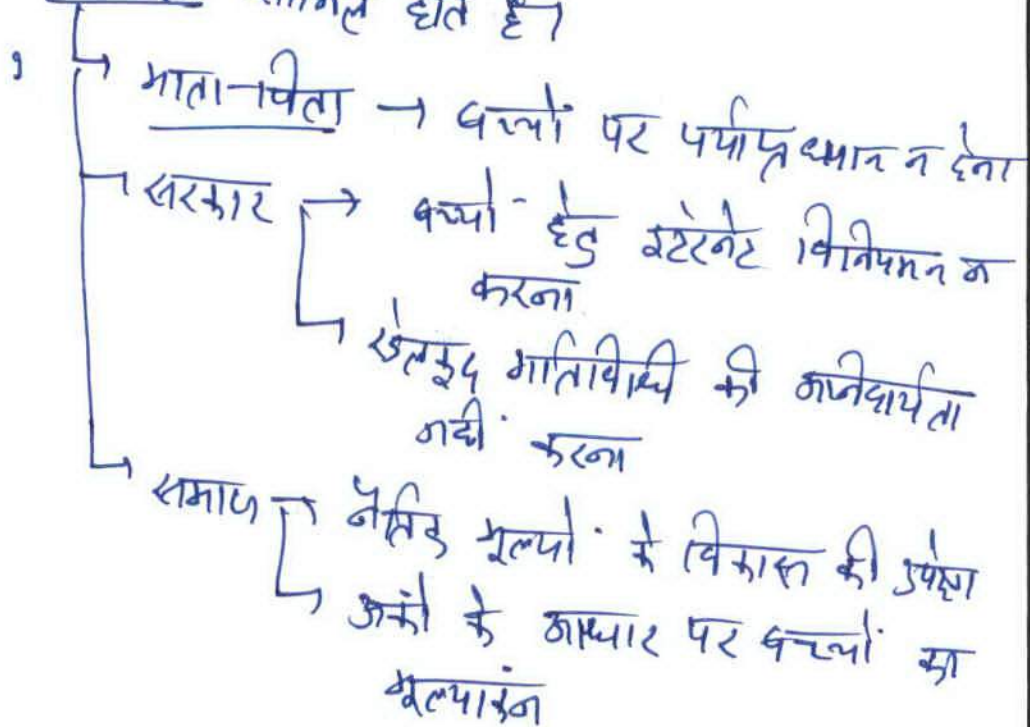 शामिल होते हैं।
→ माता-पिता → बच्चों पर पर्याप्त ध्यान न देना
सरकार → बच्चों हेतु इंटरनेट विनियमन न
करना
खेलकूद गतिविधि की अनिवार्यता
नहीं करना
समाज → नैतिक मूल्यों के विकास की उपेक्षा
→ अंकों के आधार पर बच्चों का
मूल्यांकन